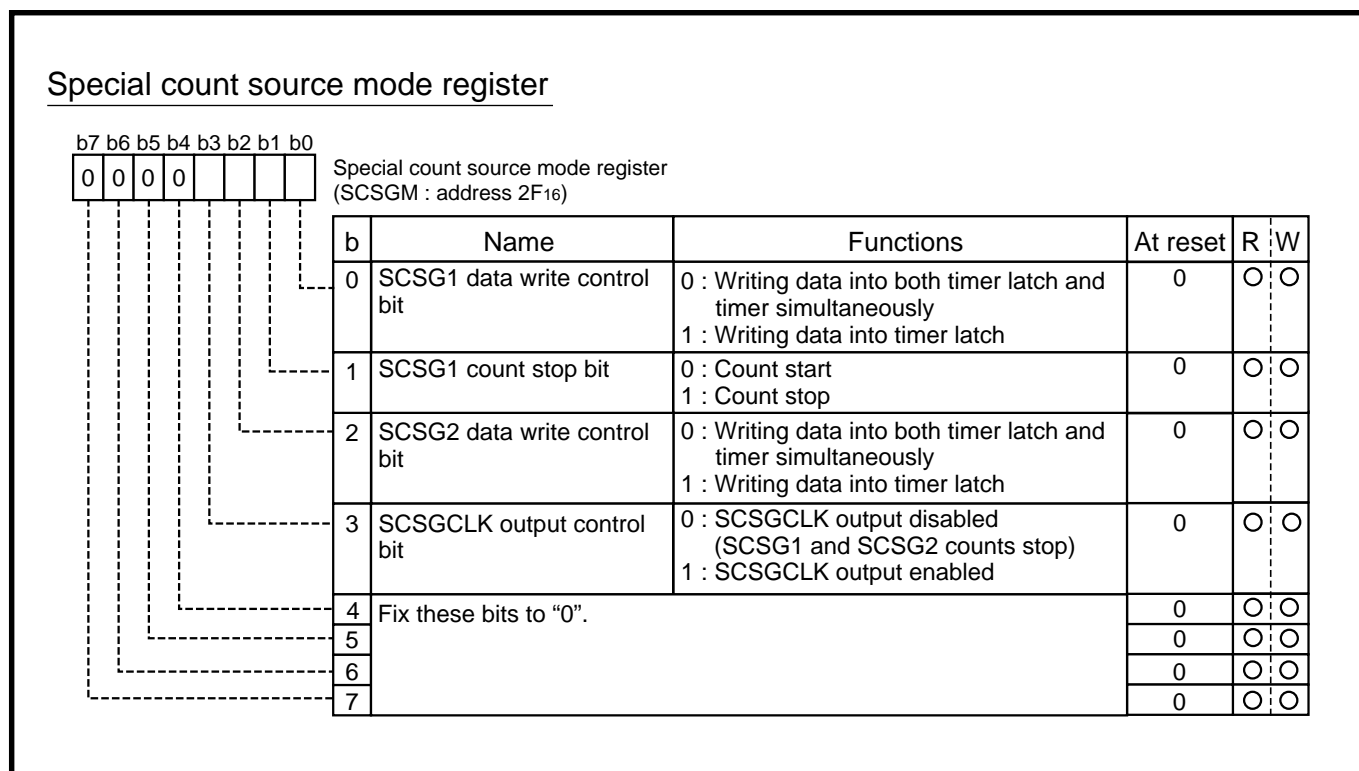 Special count source mode register
b7 b6 b5 b4 b3 b2 b1 b0
0 0 0 0
Special count source mode register
(SCSGM : address 2F16)
b Name Functions At reset R W
0 SCSG1 data write control bit 0 : Writing data into both timer latch and timer simultaneously 0 ○ ○
1 : Writing data into timer latch
1 SCSG1 count stop bit 0 : Count start 0 ○ ○
1 : Count stop
2 SCSG2 data write control bit 0 : Writing data into both timer latch and timer simultaneously 0 ○ ○
1 : Writing data into timer latch
3 SCSGCLK output control bit 0 : SCSGCLK output disabled 0 ○ ○
(SCSG1 and SCSG2 counts stop)
1 : SCSGCLK output enabled
4 Fix these bits to “0”. 0 ○ ○
5 0 ○ ○
6 0 ○ ○
7 0 ○ ○